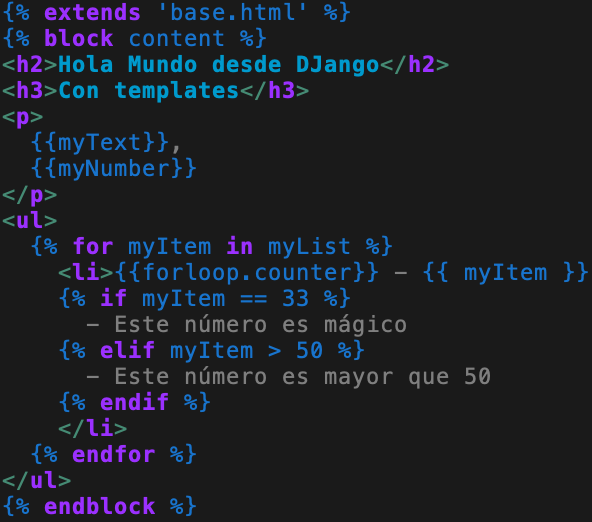 {% extends 'base.html' %}
{% block content %}
<h2>Hola Mundo desde DJango</h2>
<h3>Con templates</h3>
<p>
  {{myText}},
  {{myNumber}}
</p>
<ul>
  {% for myItem in myList %}
    <li>{{forloop.counter}} - {{ myItem }}
    {% if myItem == 33 %}
      - Este número es mágico
    {% elif myItem > 50 %}
      - Este número es mayor que 50
    {% endif %}
    </li>
  {% endfor %}
</ul>
{% endblock %}